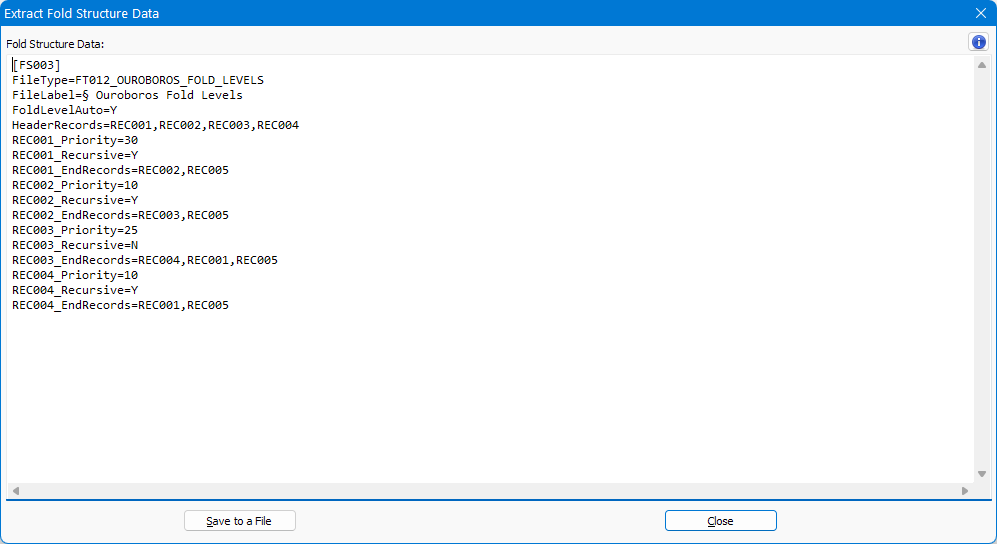 Extract Fold Structure Data
Fold Structure Data:
[FS003]
FileType=FT012_OUROBOROS_FOLD_LEVELS
FileLabel=§ Ouroboros Fold Levels
FoldLevelAuto=Y
HeaderRecords=REC001,REC002,REC003,REC004
REC001_Priority=30
REC001_Recursive=Y
REC001_EndRecords=REC002,REC005
REC002_Priority=10
REC002_Recursive=Y
REC002_EndRecords=REC003,REC005
REC003_Priority=25
REC003_Recursive=N
REC003_EndRecords=REC004,REC001,REC005
REC004_Priority=10
REC004_Recursive=Y
REC004_EndRecords=REC001,REC005
Save to a File
Close